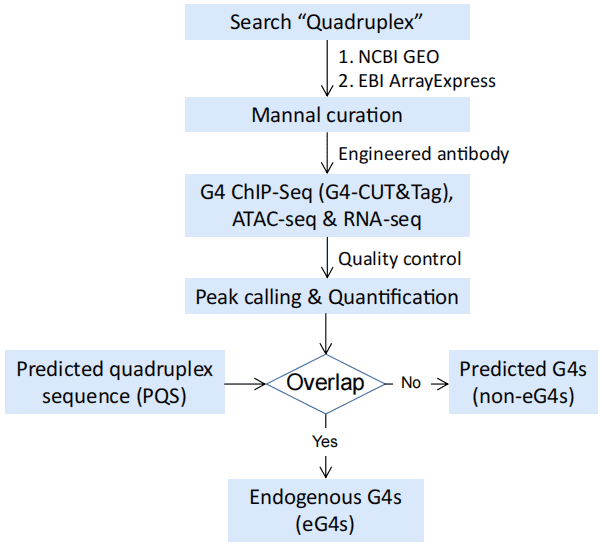 Search “Quadruplex”
1. NCBI GEO
2. EBI ArrayExpress
Mannal curation
Engineered antibody
G4 ChIP-Seq (G4-CUT&Tag),
ATAC-seq & RNA-seq
Quality control
Peak calling & Quantification
Predicted quadruplex
sequence (PQS)
Overlap
No
Predicted G4s
(non-eG4s)
Yes
Endogenous G4s
(eG4s)